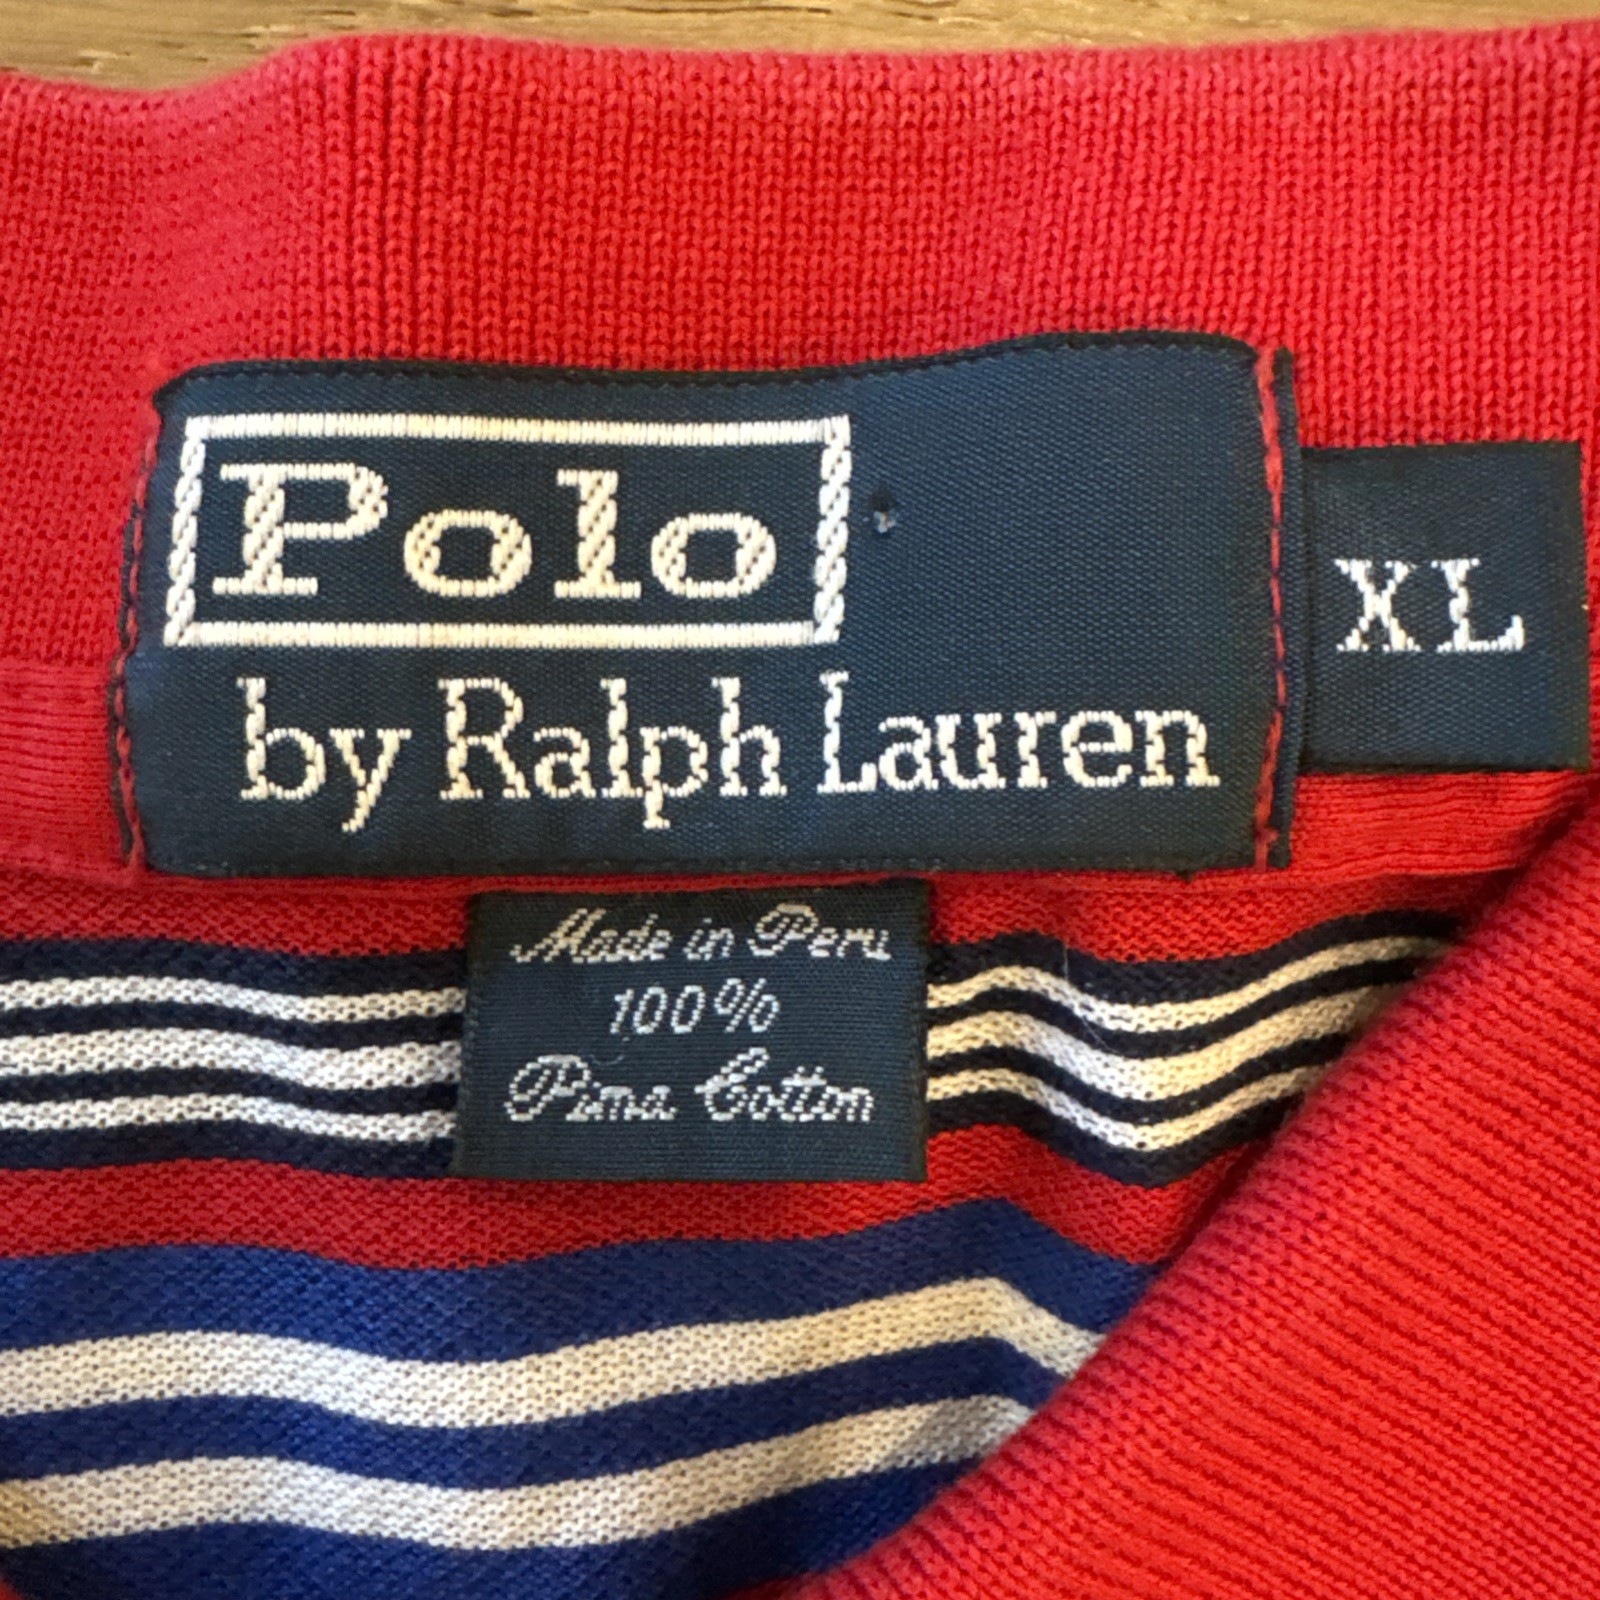 Polo
by Ralph Lauren
XL
Made in Peru
100%
Pima Cotton